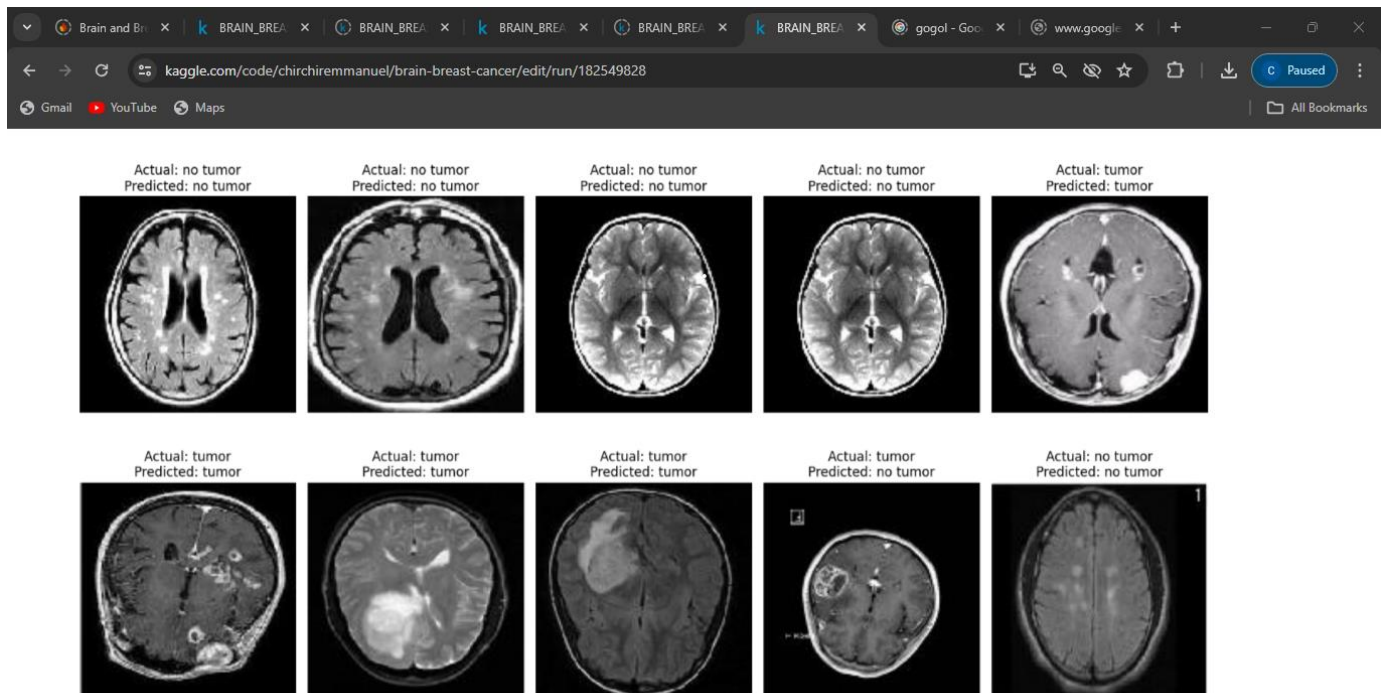 Brain and Br
BRAIN_BREA
BRAIN_BREA
BRAIN_BREA
BRAIN_BREA
BRAIN_BREA
gogol - Goo
www.google
kaggle.com/code/chirchiremmanuel/brain-breast-cancer/edit/run/182549828
C Paused
Gmail YouTube Maps
All Bookmarks
Actual: no tumor
Predicted: no tumor
Actual: no tumor
Predicted: no tumor
Actual: no tumor
Predicted: no tumor
Actual: no tumor
Predicted: no tumor
Actual: tumor
Predicted: tumor
Actual: tumor
Predicted: tumor
Actual: tumor
Predicted: tumor
Actual: tumor
Predicted: tumor
Actual: tumor
Predicted: no tumor
Actual: no tumor
Predicted: no tumor
1